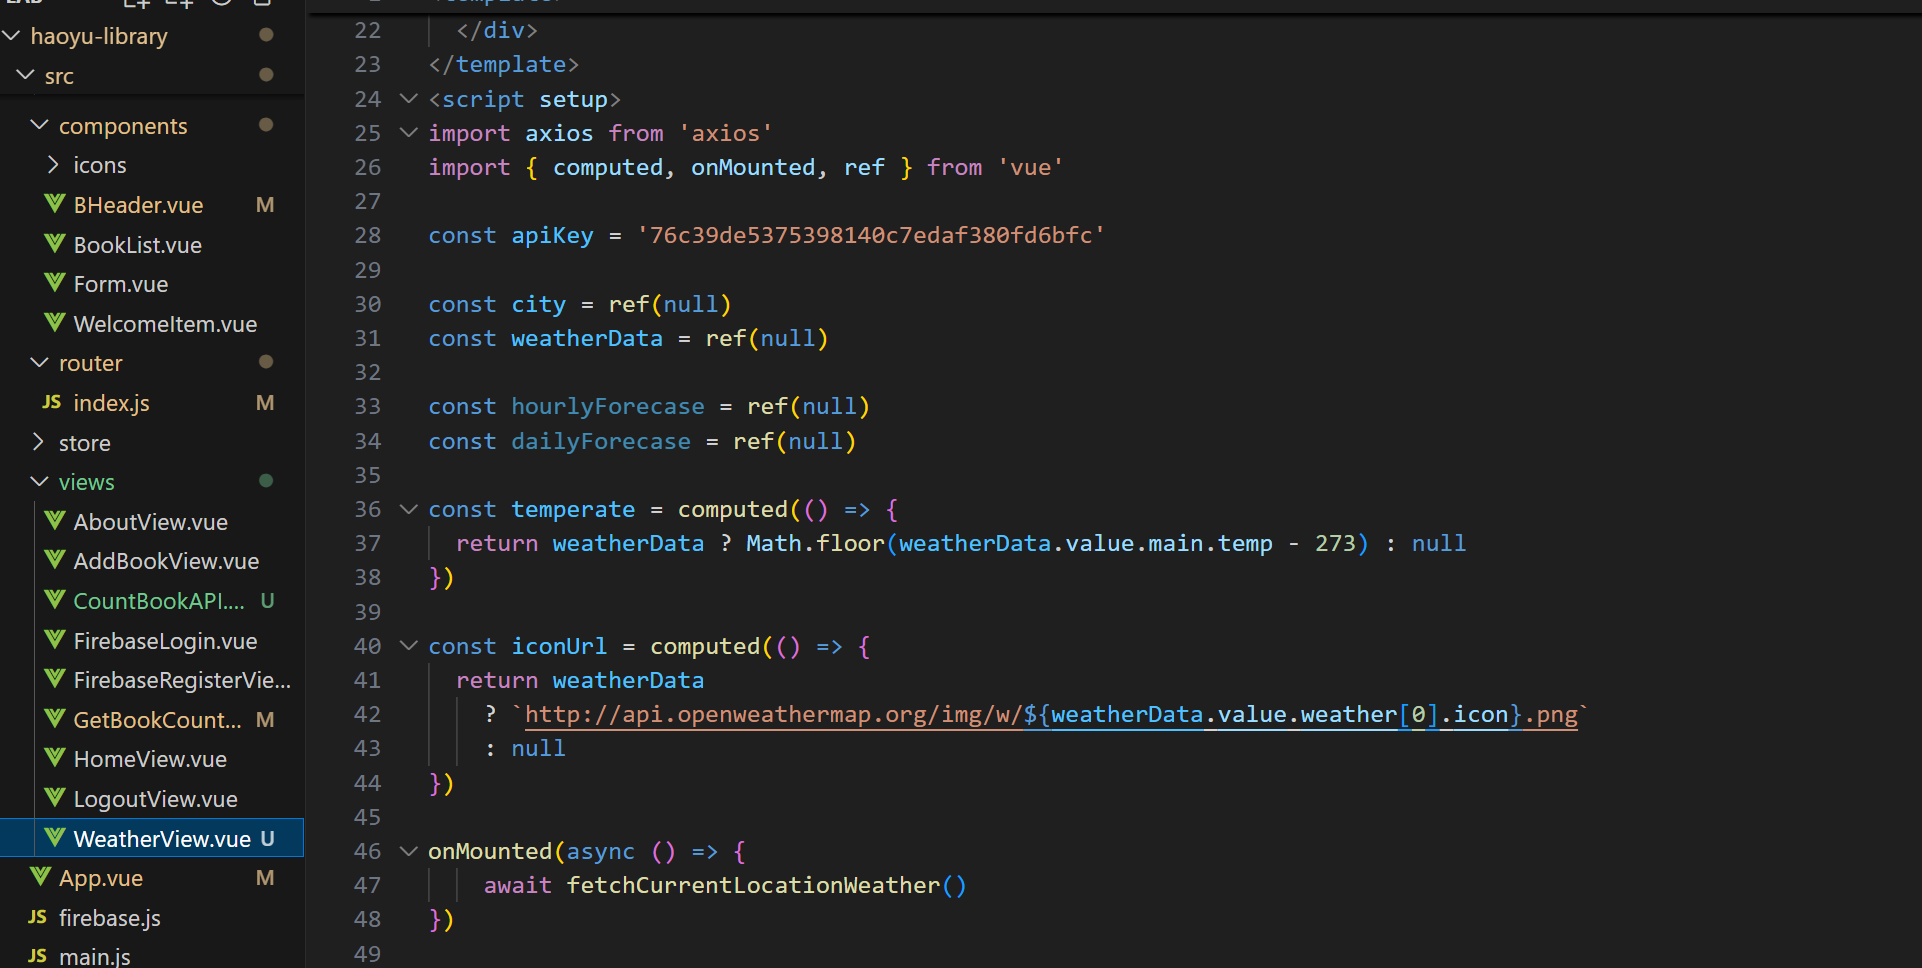 haoyu-library
src
components
icons
BHeader.vue M
BookList.vue
Form.vue
WelcomeItem.vue
router
JS index.js M
store
views
AboutView.vue
AddBookView.vue
CountBookAPI.... U
FirebaseLogin.vue
FirebaseRegisterVie...
GetBookCount... M
HomeView.vue
LogoutView.vue
WeatherView.vue U
App.vue M
JS firebase.js
JS main.js
22 </div>
23 </template>
24 <script setup>
25 import axios from 'axios'
26 import { computed, onMounted, ref } from 'vue'
27
28 const apiKey = '76c39de5375398140c7edaf380fd6bfc'
29
30 const city = ref(null)
31 const weatherData = ref(null)
32
33 const hourlyForecase = ref(null)
34 const dailyForecase = ref(null)
35
36 const temperate = computed(() => {
37 return weatherData ? Math.floor(weatherData.value.main.temp - 273) : null
38 })
39
40 const iconUrl = computed(() => {
41 return weatherData
42 ? `http://api.openweathermap.org/img/w/${weatherData.value.weather[0].icon}.png`
43 : null
44 })
45
46 onMounted(async () => {
47 await fetchCurrentLocationWeather()
48 })
49